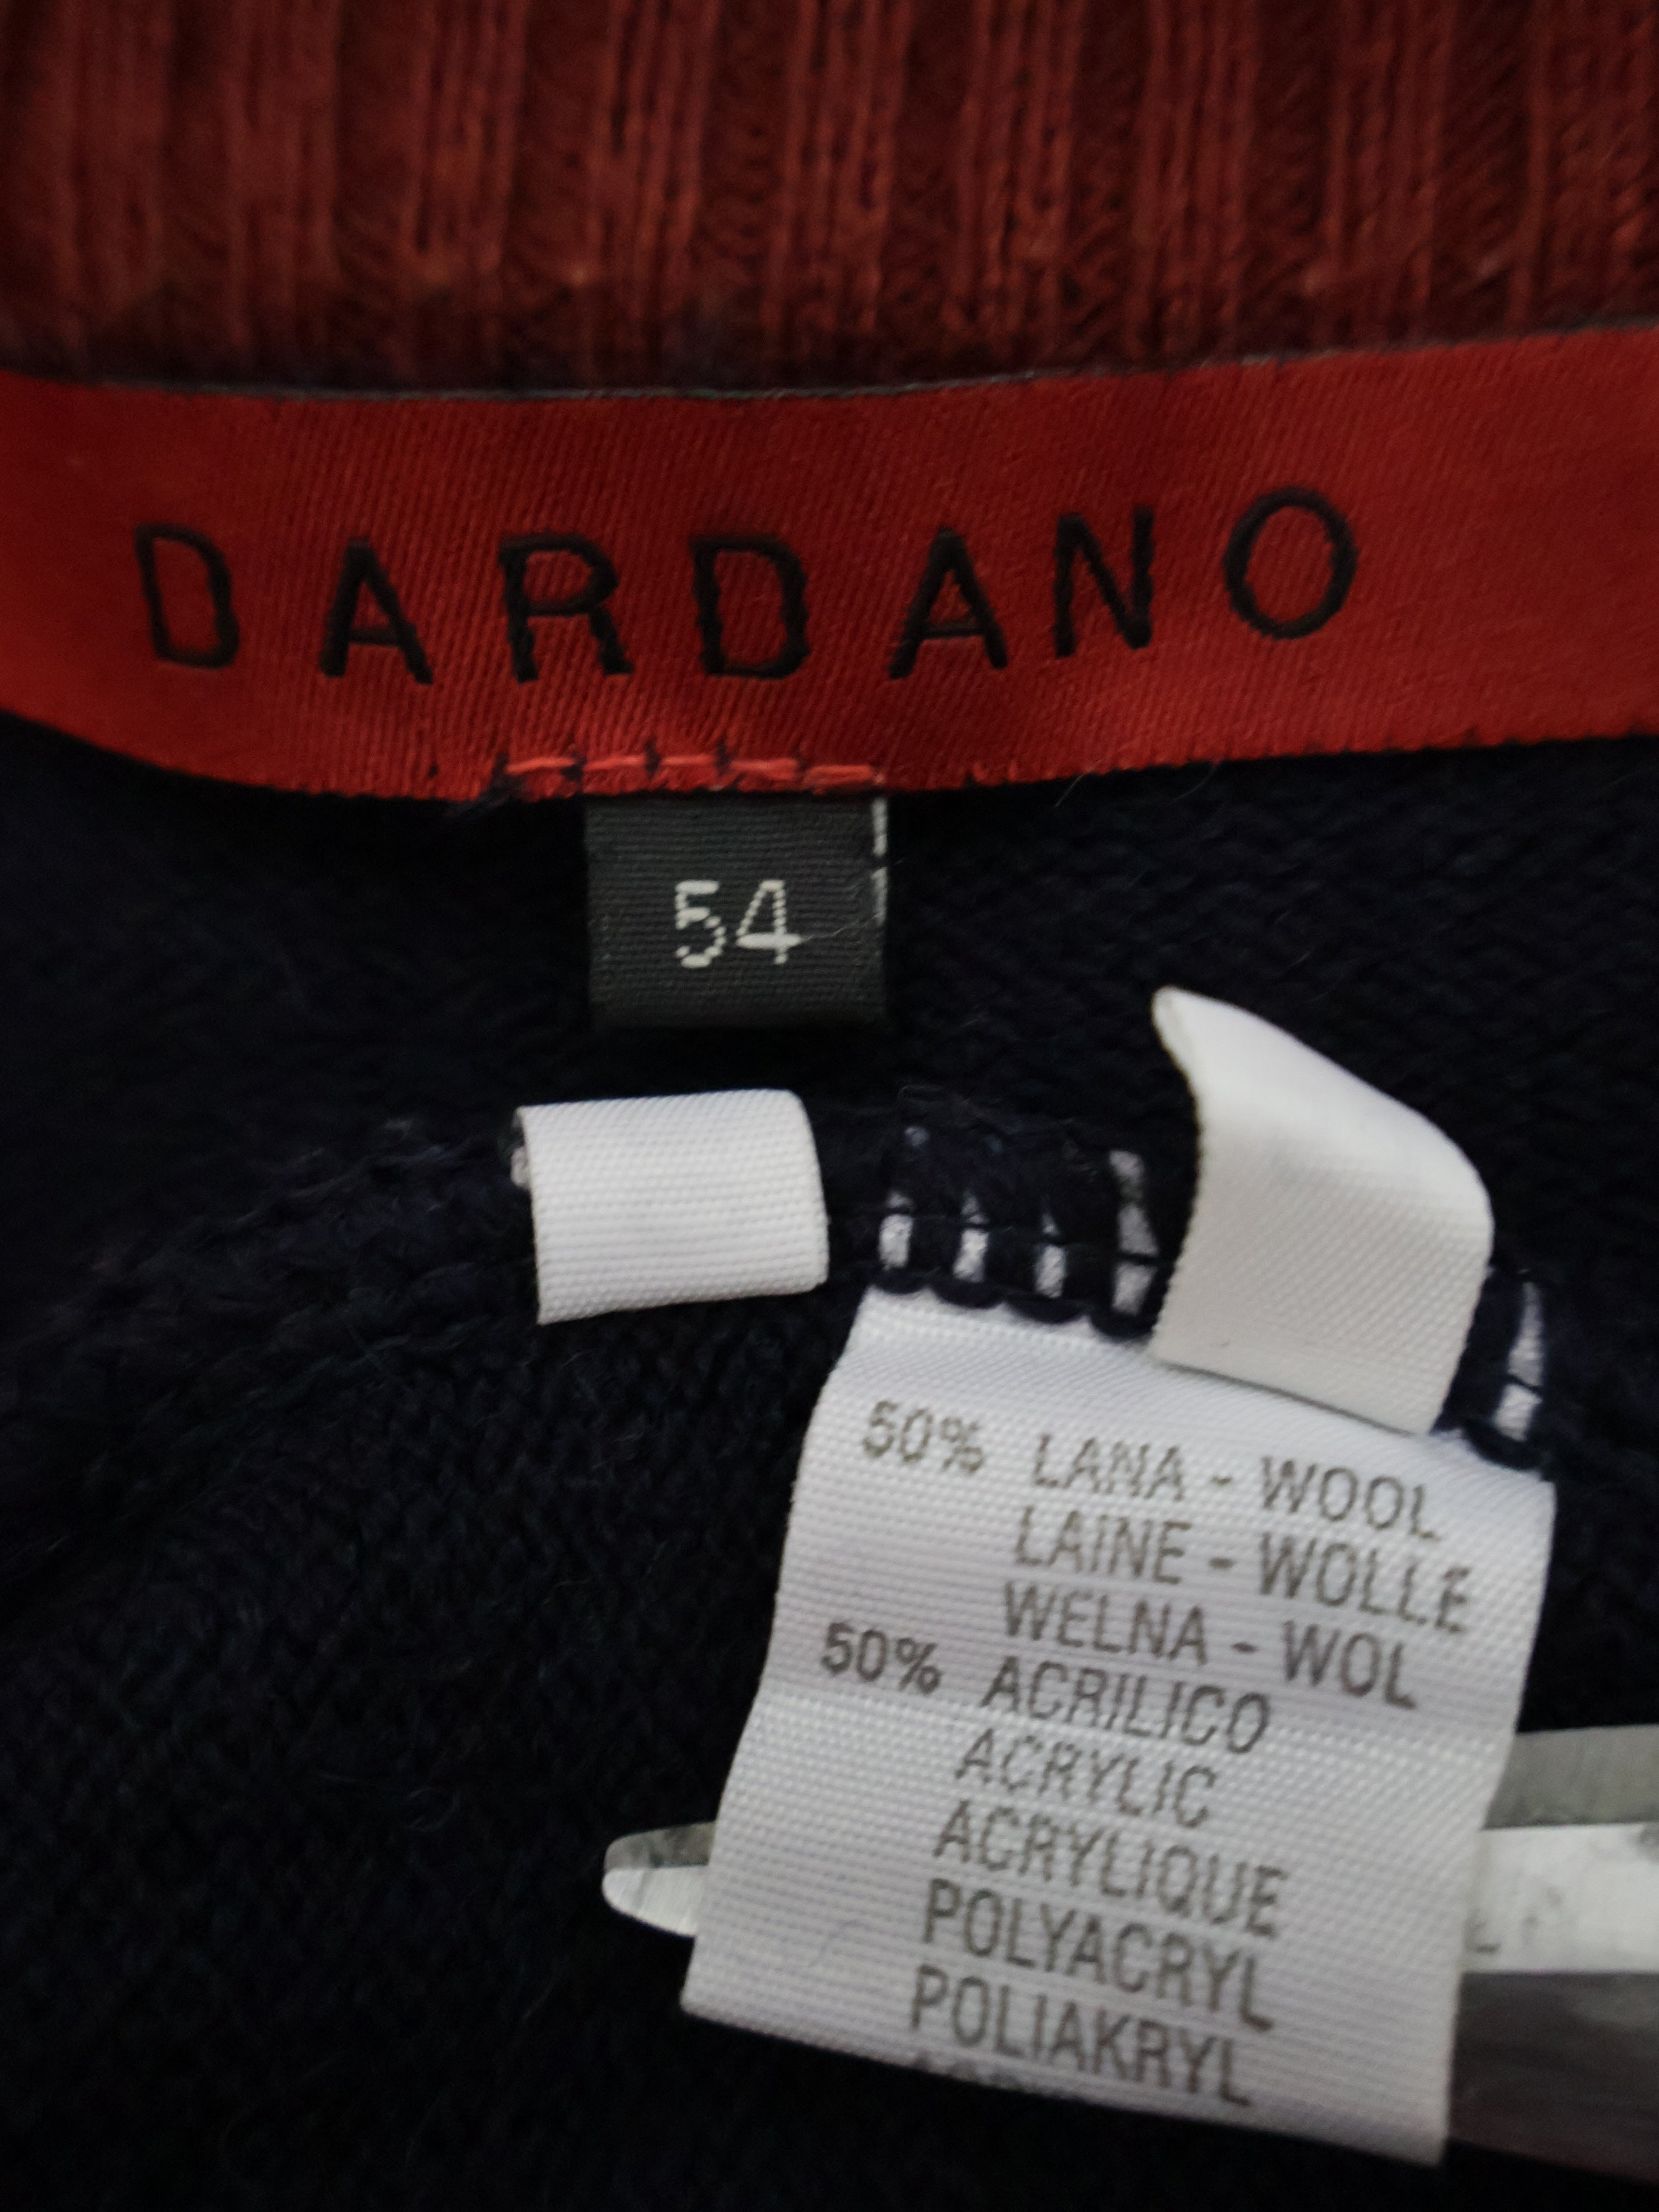 DARDANO
54
50% LANA - WOOL
LAINE - WOLLE
WELNA - WOL
50% ACRILICO
ACRYLIC
ACRYLIQUE
POLYACRYL
POLIAKRYL